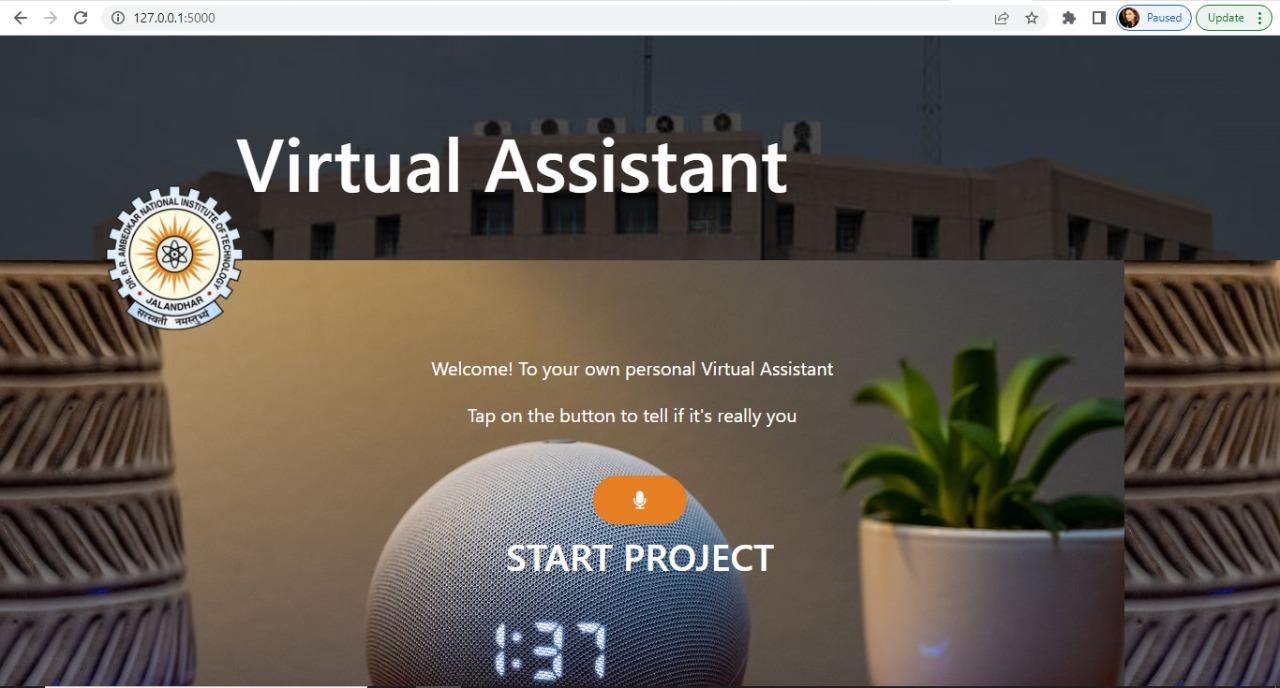 127.0.0.1:5000
Paused
Update
Virtual Assistant
DR. B.R. AMBEDKAR NATIONAL INSTITUTE OF TECHNOLOGY
JALANDHAR
सरस्वती नमस्तुभ्यं
Welcome! To your own personal Virtual Assistant
Tap on the button to tell if it's really you
START PROJECT
1:37